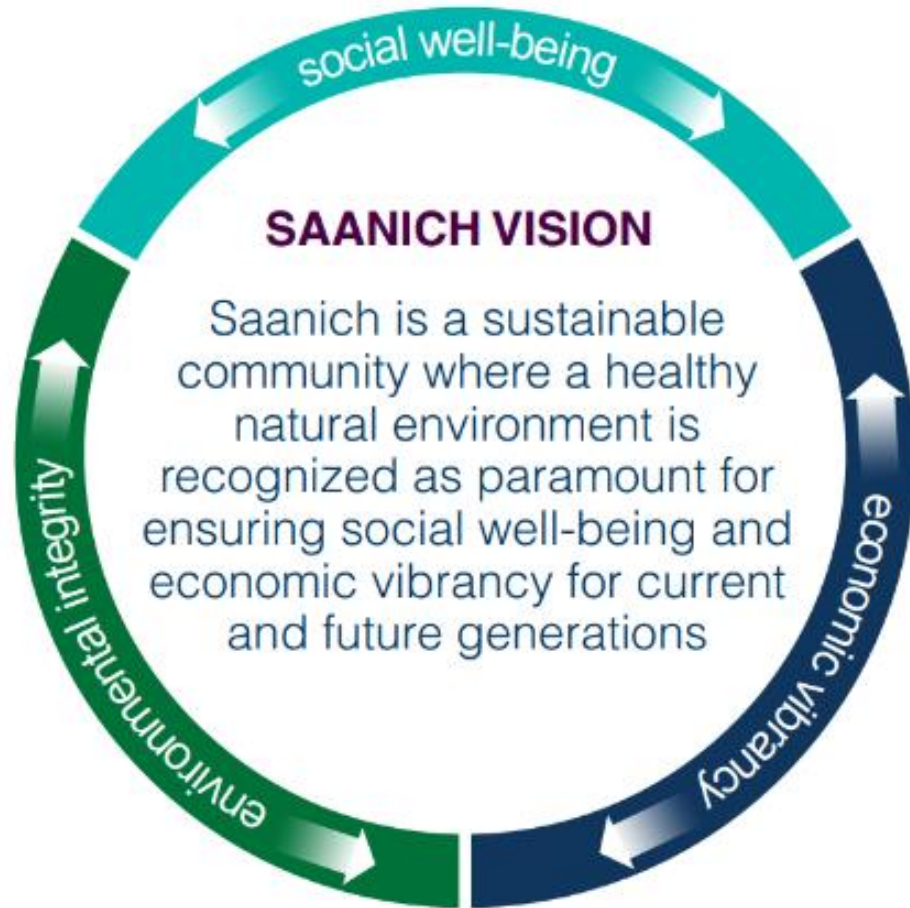 social well-being
SAANICH VISION
Saanich is a sustainable
community where a healthy
natural environment is
recognized as paramount for
ensuring social well-being and
economic vibrancy for current
and future generations
environmental integrity
economic vibrancy